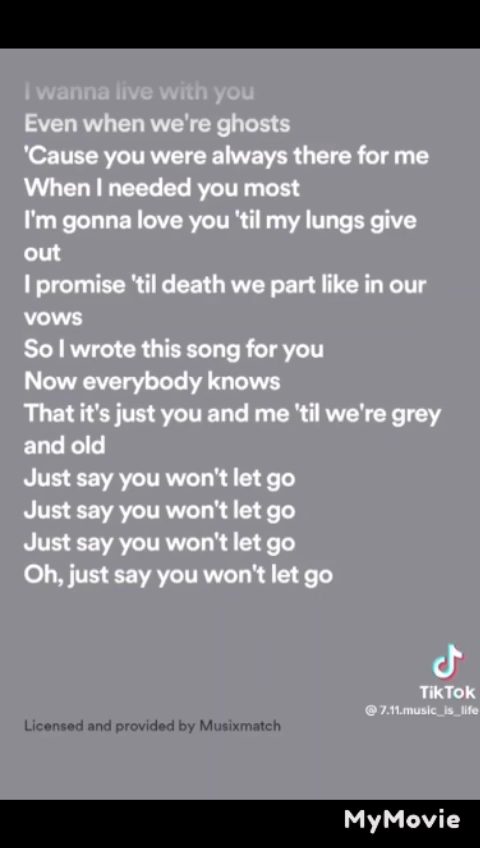 I wanna live with you
Even when we're ghosts
'Cause you were always there for me
When I needed you most
I'm gonna love you 'til my lungs give
out
I promise 'til death we part like in our
vows
So I wrote this song for you
Now everybody knows
That it's just you and me 'til we're grey
and old
Just say you won't let go
Just say you won't let go
Just say you won't let go
Oh, just say you won't let go
TikTok
@7.11.music_is_life
Licensed and provided by Musixmatch
MyMovie